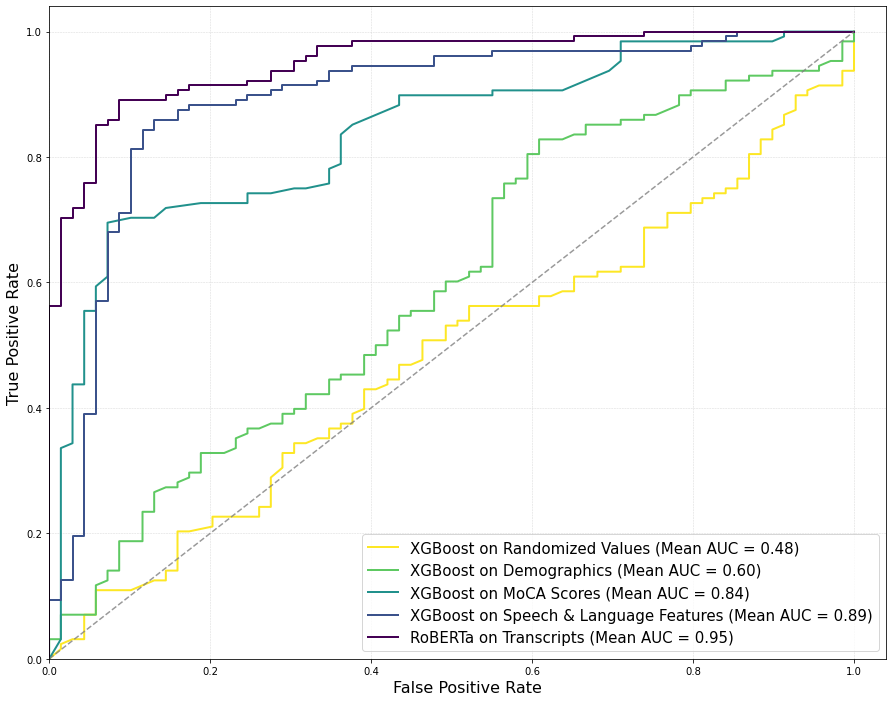 True Positive Rate
1.0
0.8
0.6
0.4
0.2
0.0
XGBoost on Randomized Values (Mean AUC = 0.48)
XGBoost on Demographics (Mean AUC = 0.60)
XGBoost on MoCA Scores (Mean AUC = 0.84)
XGBoost on Speech & Language Features (Mean AUC = 0.89)
RoBERTa on Transcripts (Mean AUC = 0.95)
0.0 0.2 0.4 0.6 0.8 1.0
False Positive Rate